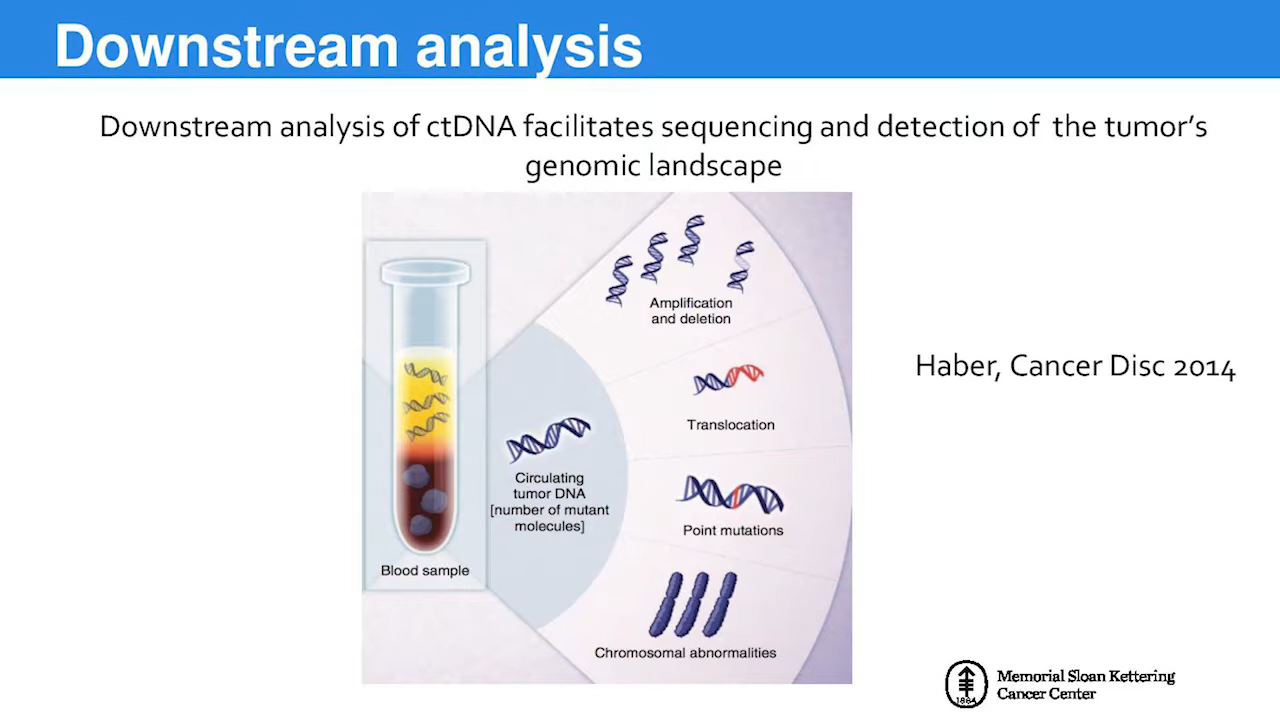 Downstream analysis
Downstream analysis of ctDNA facilitates sequencing and detection of the tumor's
genomic landscape
Amplification
and deletion
Translocation
Circulating
tumor DNA
[number of mutant
molecules]
Point mutations
Blood sample
Chromosomal abnormalities
Haber, Cancer Disc 2014
1884
Memorial Sloan Kettering
Cancer Center